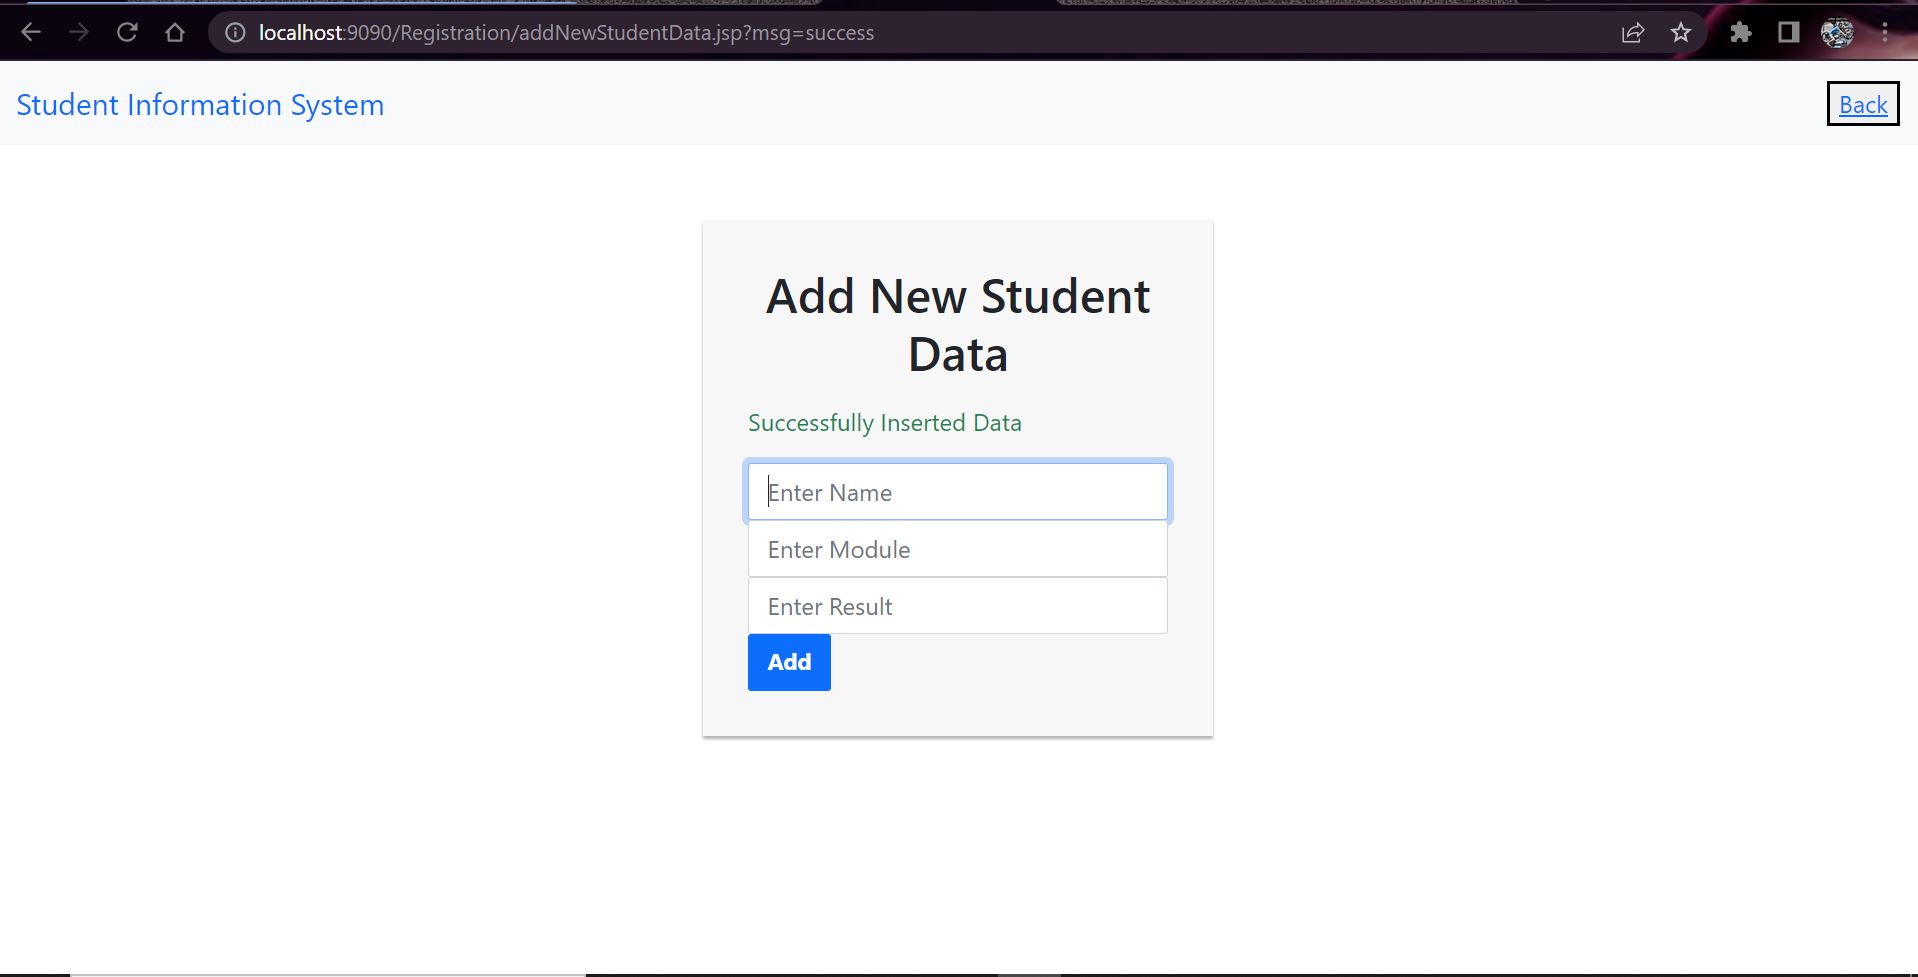 localhost:9090/Registration/addNewStudentData.jsp?msg=success
Student Information System
Back
Add New Student
Data
Successfully Inserted Data
Enter Name
Enter Module
Enter Result
Add